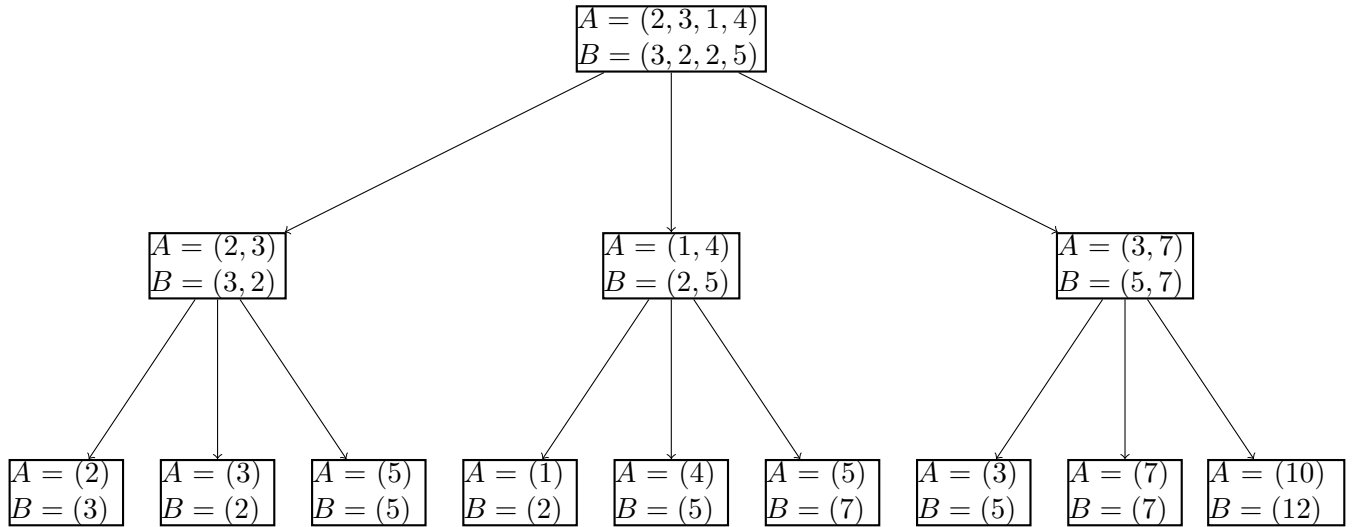 A = (2, 3, 1, 4)
B = (3, 2, 2, 5)
A = (2, 3)
B = (3, 2)
A = (1, 4)
B = (2, 5)
A = (3, 7)
B = (5, 7)
A = (2)
B = (3)
A = (3)
B = (2)
A = (5)
B = (5)
A = (1)
B = (2)
A = (4)
B = (5)
A = (5)
B = (7)
A = (3)
B = (5)
A = (7)
B = (7)
A = (10)
B = (12)